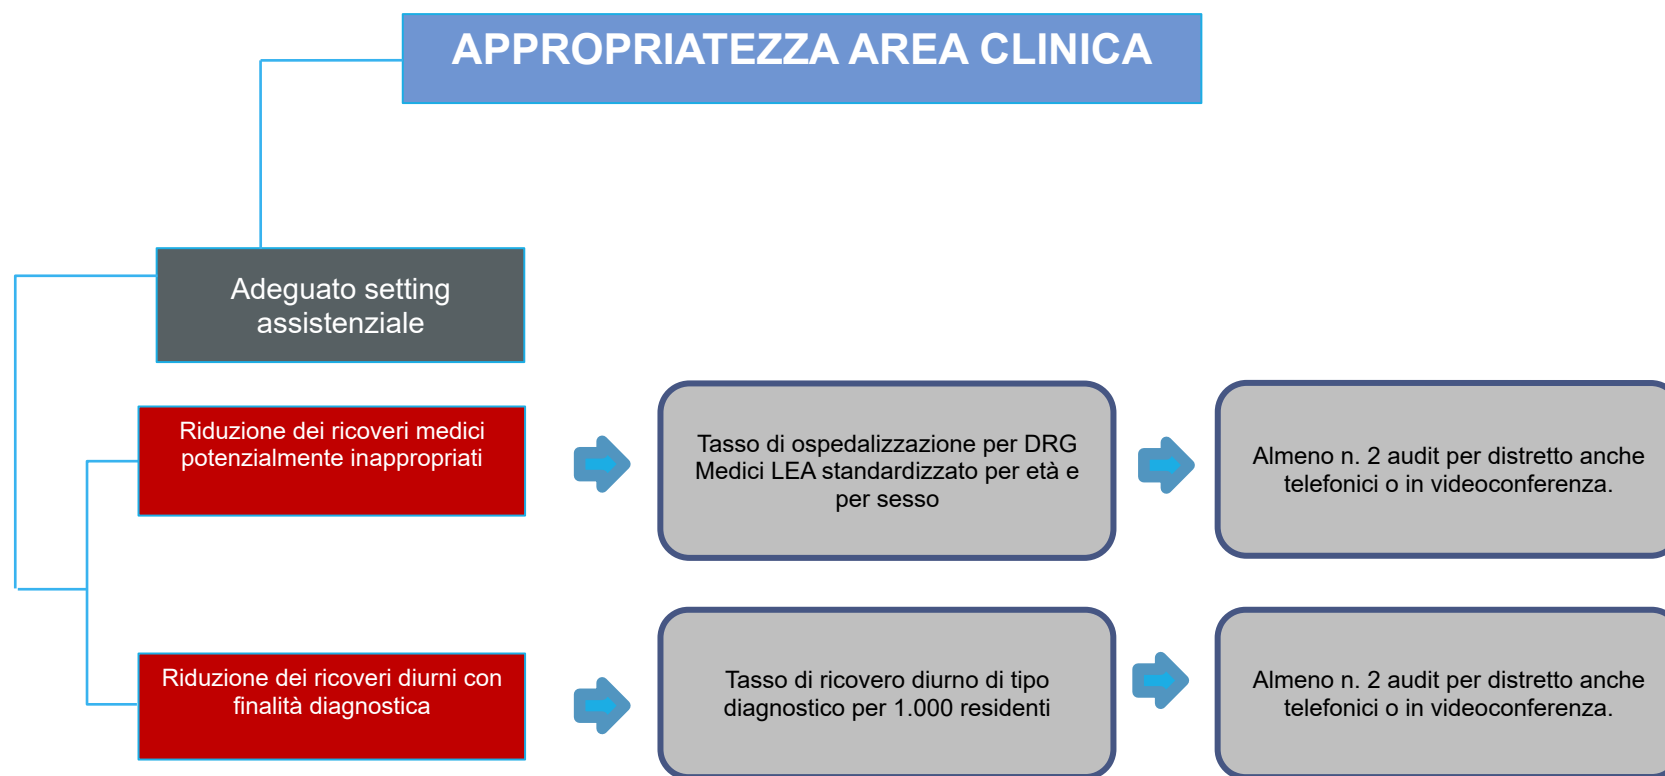 APPROPRIATEZZA AREA CLINICA
Adeguato setting
assistenziale
Riduzione dei ricoveri medici
potenzialmente inappropriati
Tasso di ospedalizzazione per DRG
Medici LEA standardizzato per età e
per sesso
Almeno n. 2 audit per distretto anche
telefonici o in videoconferenza.
Riduzione dei ricoveri diurni con
finalità diagnostica
Tasso di ricovero diurno di tipo
diagnostico per 1.000 residenti
Almeno n. 2 audit per distretto anche
telefonici o in videoconferenza.